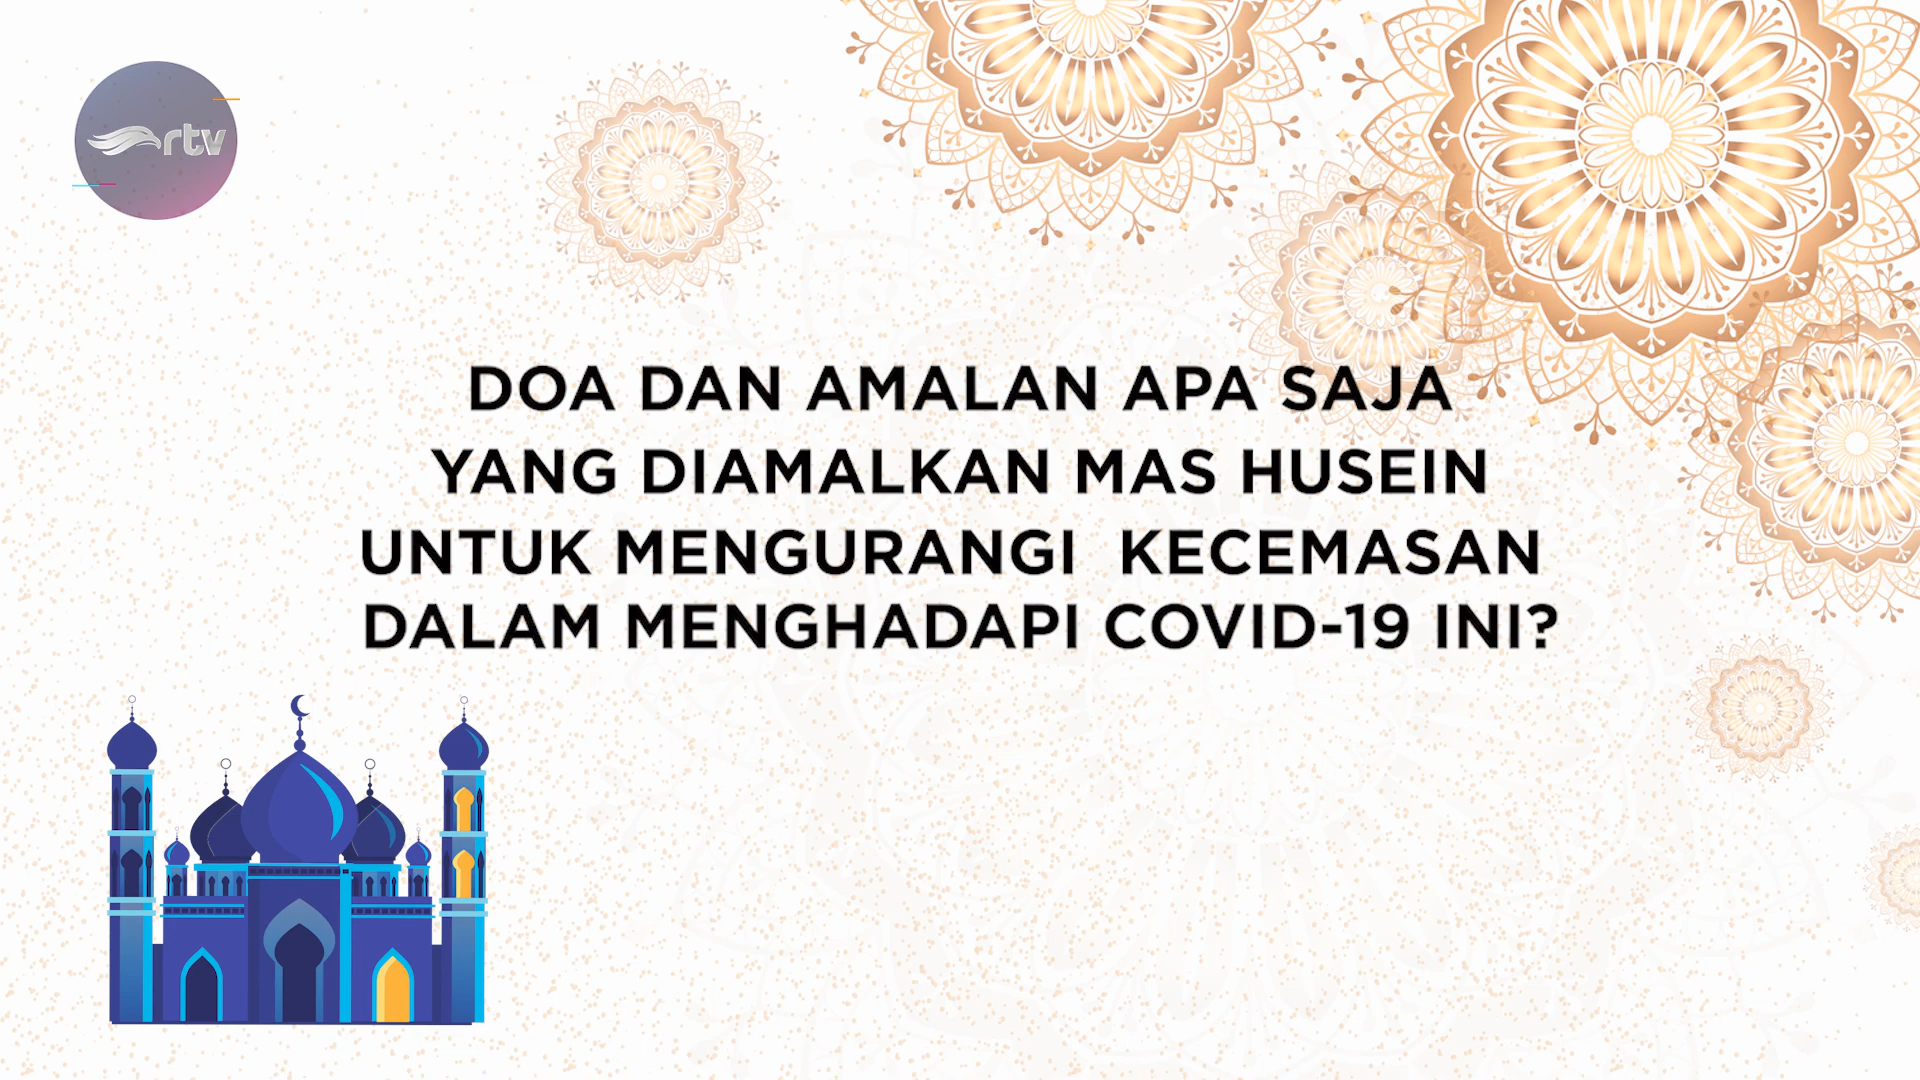 rtv
DOA DAN AMALAN APA SAJA
YANG DIAMALKAN MAS HUSEIN
UNTUK MENGURANGI KECEMASAN
DALAM MENGHADAPI COVID-19 INI?